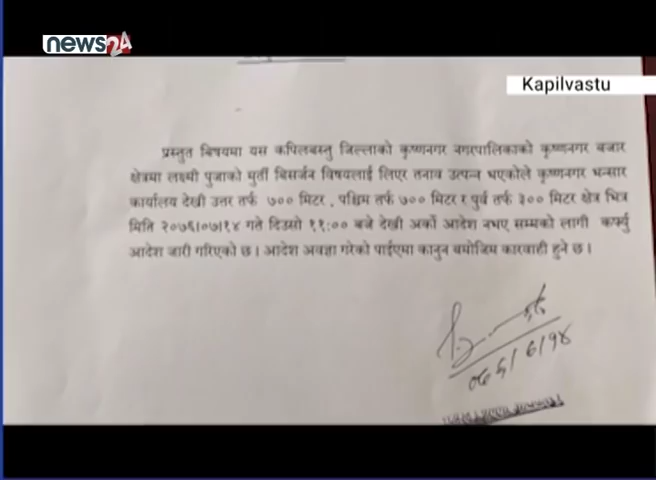 news24
Kapilvastu
प्रस्तुत बिषयमा यस कपिलबस्तु जिल्लाको कृष्णनगर नगरपालिकाको कृष्णनगर बजार
क्षेत्रमा लक्ष्मी पुजाको मुर्ती बिसर्जन विषयलाई लिएर तनाव उत्पन्न भएकोले कृष्णनगर भन्सार
कार्यालय देखी उत्तर तर्फ ७०० मिटर , पश्चिम तर्फ ७०० मिटर र पुर्व तर्फ ३०० मिटर क्षेत्र भित्र
मिति २०७६/०७/१४ गते दिउसो ११:०० बजे देखी अर्को आदेश नभए सम्मको लागी कर्फ्यु
आदेश जारी गरिएको छ । आदेश अवज्ञा गरेको पाईएमा कानुन बमोजिम कारवाही हुने छ ।